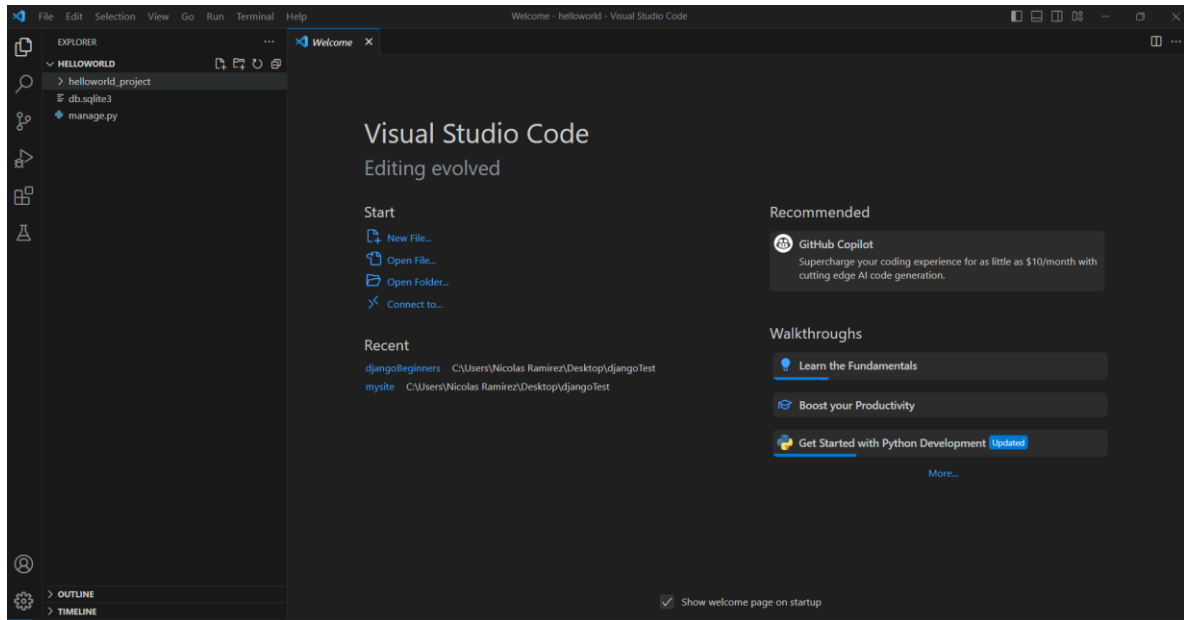 File Edit Selection View Go Run Terminal Help
Welcome - helloworld - Visual Studio Code
EXPLORER
HELLOWORLD
helloworld_project
db.sqlite3
manage.py
OUTLINE
TIMELINE
Welcome
Visual Studio Code
Editing evolved
Start
New File...
Open File...
Open Folder...
Connect to...
Recent
djangoBeginners C:\Users\Nicolas Ramirez\Desktop\djangoTest
mysite C:\Users\Nicolas Ramirez\Desktop\djangoTest
Recommended
GitHub Copilot
Supercharge your coding experience for as little as $10/month with
cutting edge AI code generation.
Walkthroughs
Learn the Fundamentals
Boost your Productivity
Get Started with Python Development Updated
More...
Show welcome page on startup